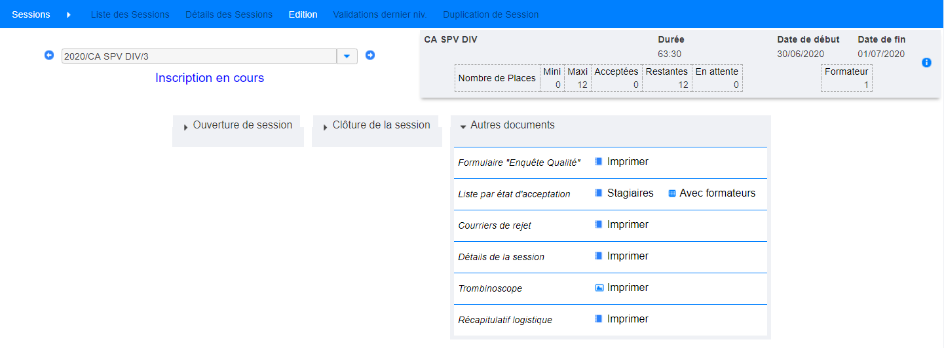 Sessions Liste des Sessions Détails des Sessions Edition Validations dernier niv. Duplication de Session
2020/CA SPV DIV/3
Inscription en cours
CA SPV DIV Durée Date de début Date de fin
63:30 30/06/2020 01/07/2020
Nombre de Places Mini Maxi Acceptées Restantes En attente Formateur
0 12 0 12 0 1
Ouverture de session Clôture de la session Autres documents
Formulaire "Enquête Qualité" Imprimer
Liste par état d'acceptation Stagiaires Avec formateurs
Courriers de rejet Imprimer
Détails de la session Imprimer
Trombinoscope Imprimer
Récapitulatif logistique Imprimer